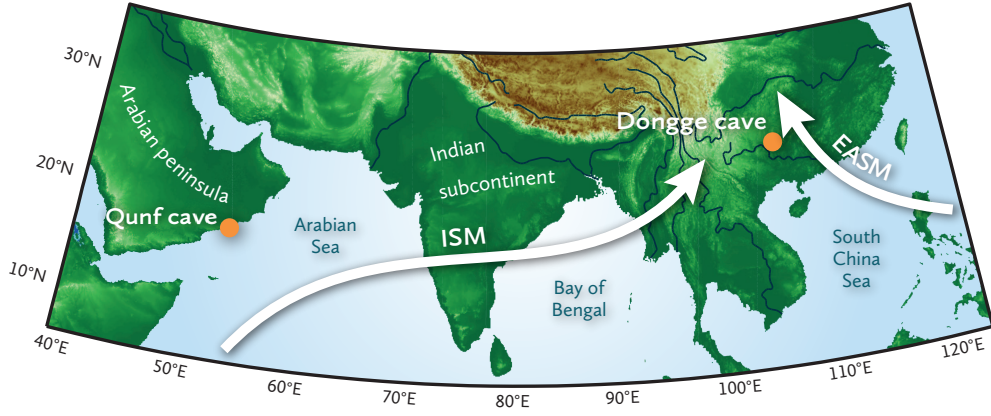 30°N
20°N
10°N
Arabian peninsula
Qunf cave
Arabian
Sea
Indian
subcontinent
ISM
Bay of
Bengal
Dongge cave
EASM
South
China
Sea
40°E
50°E
60°E
70°E
80°E
90°E
100°E
110°E
120°E